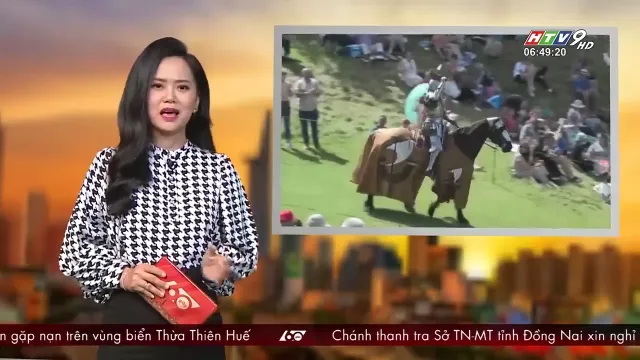 HTV9 HD
06:49:20
n gặp nạn trên vùng biển Thừa Thiên Huế
60
Chánh thanh tra Sở TN-MT tỉnh Đồng Nai xin nghỉ